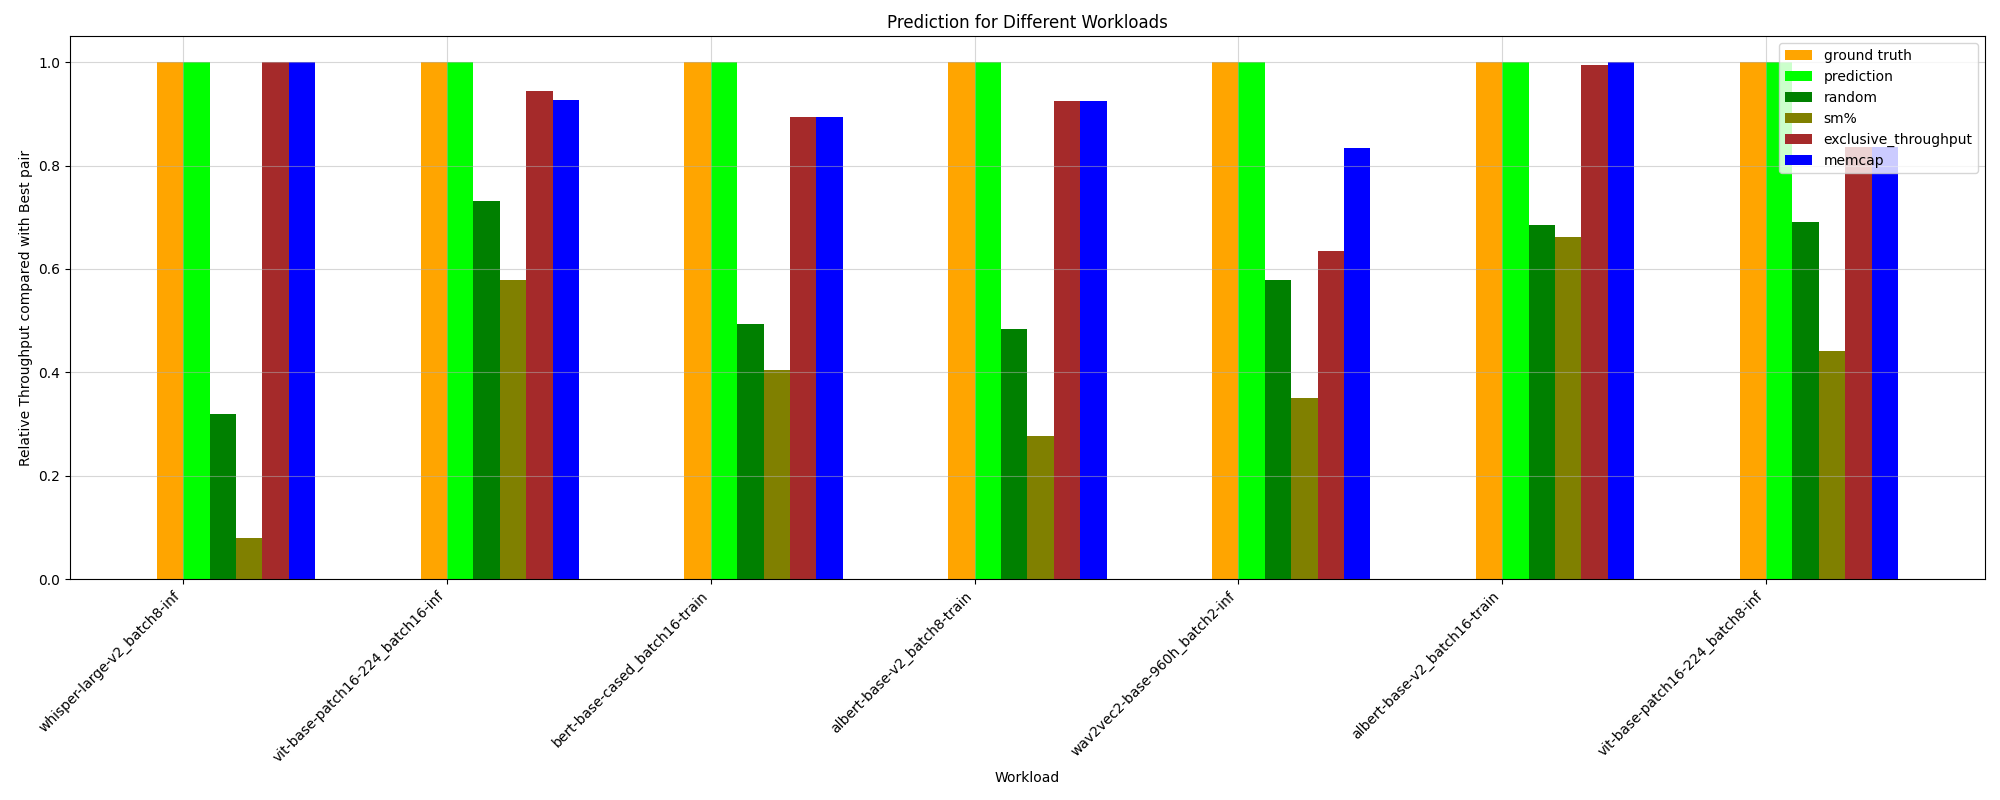 Prediction for Different Workloads
Relative Throughput compared with Best pair
1.0
0.8
0.6
0.4
0.2
0.0
ground truth
prediction
random
sm%
exclusive_throughput
memcap
whisper-large-v2_batch8-inf
vit-base-patch16-224_batch16-inf
bert-base-cased_batch16-train
albert-base-v2_batch8-train
wav2vec2-base-960h_batch2-inf
albert-base-v2_batch16-train
vit-base-patch16-224_batch8-inf
Workload